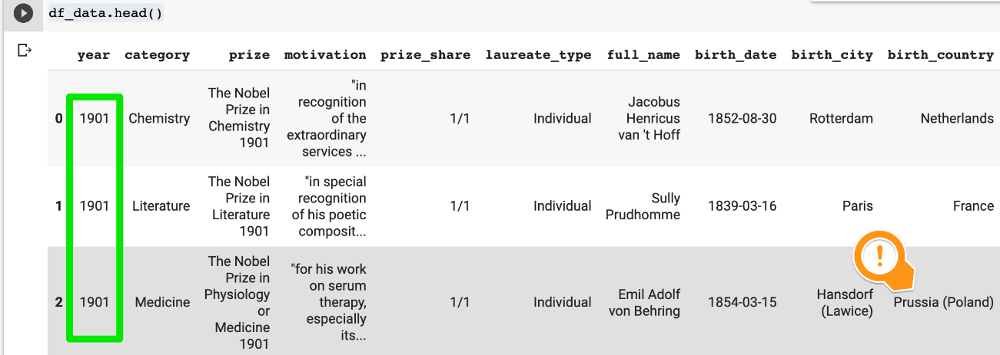 df_data.head()
year category prize motivation prize_share laureate_type full_name birth_date birth_city birth_country
0 1901 Chemistry The Nobel Prize in Chemistry 1901 "in recognition of the extraordinary services ... 1/1 Individual Jacobus Henricus van 't Hoff 1852-08-30 Rotterdam Netherlands
1 1901 Literature The Nobel Prize in Literature 1901 "in special recognition of his poetic composit... 1/1 Individual Sully Prudhomme 1839-03-16 Paris France
2 1901 Medicine The Nobel Prize in Physiology or Medicine 1901 "for his work on serum therapy, especially its... 1/1 Individual Emil Adolf von Behring 1854-03-15 Hansdorf (Lawice) Prussia (Poland)